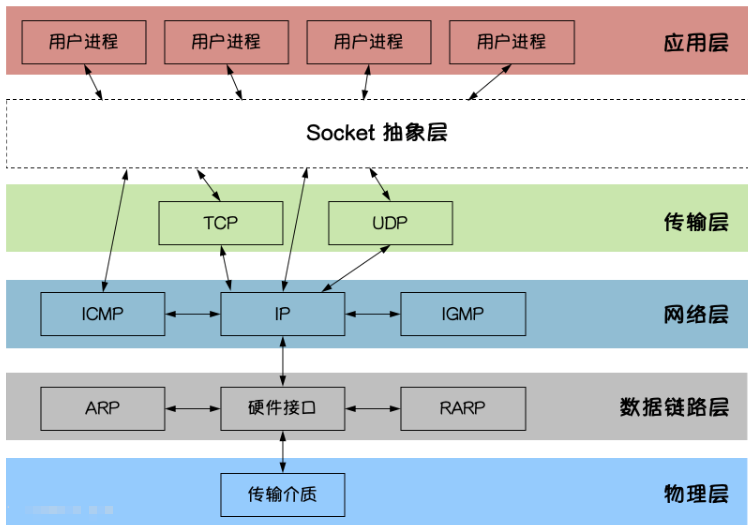 用户进程 用户进程 用户进程 用户进程 应用层
Socket 抽象层
TCP UDP 传输层
ICMP IP IGMP 网络层
ARP 硬件接口 RARP 数据链路层
传输介质 物理层